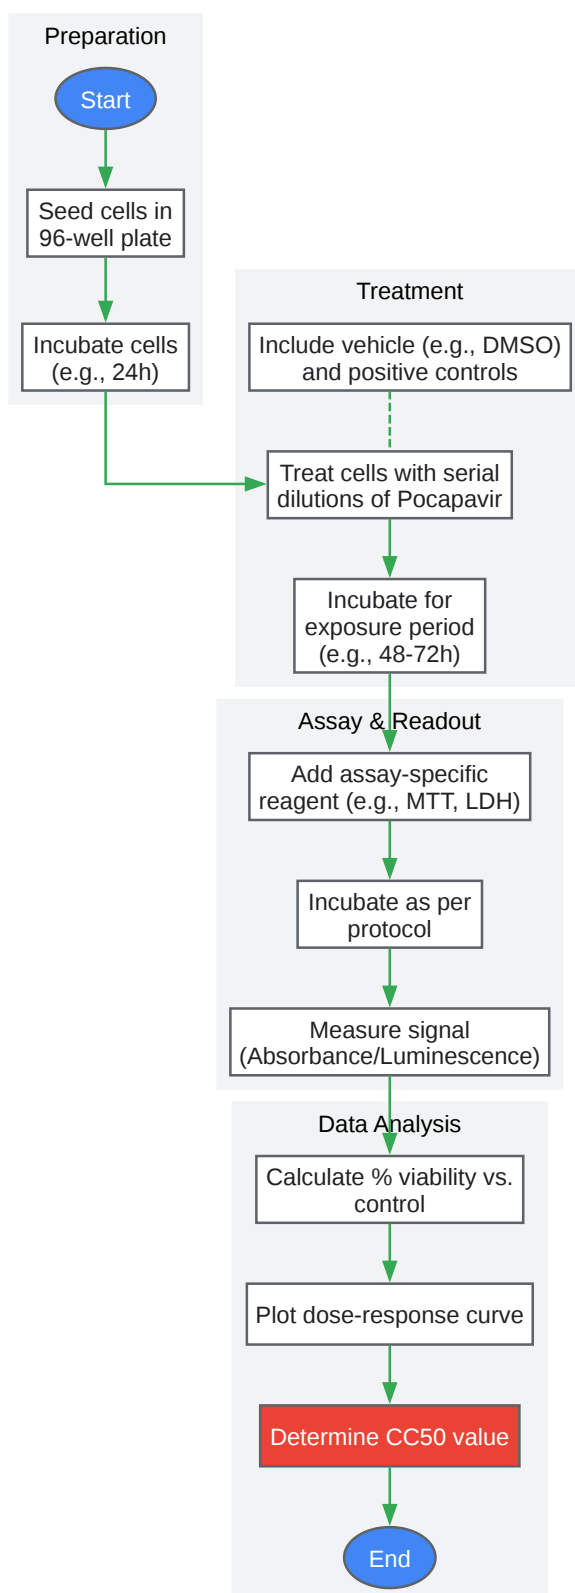 Preparation
Start
Seed cells in
96-well plate
Incubate cells
(e.g., 24h)
Treatment
Include vehicle (e.g., DMSO)
and positive controls
Treat cells with serial
dilutions of Pocapavir
Incubate for
exposure period
(e.g., 48-72h)
Assay & Readout
Add assay-specific
reagent (e.g., MTT, LDH)
Incubate as per
protocol
Measure signal
(Absorbance/Luminescence)
Data Analysis
Calculate % viability vs.
control
Plot dose-response curve
Determine CC50 value
End